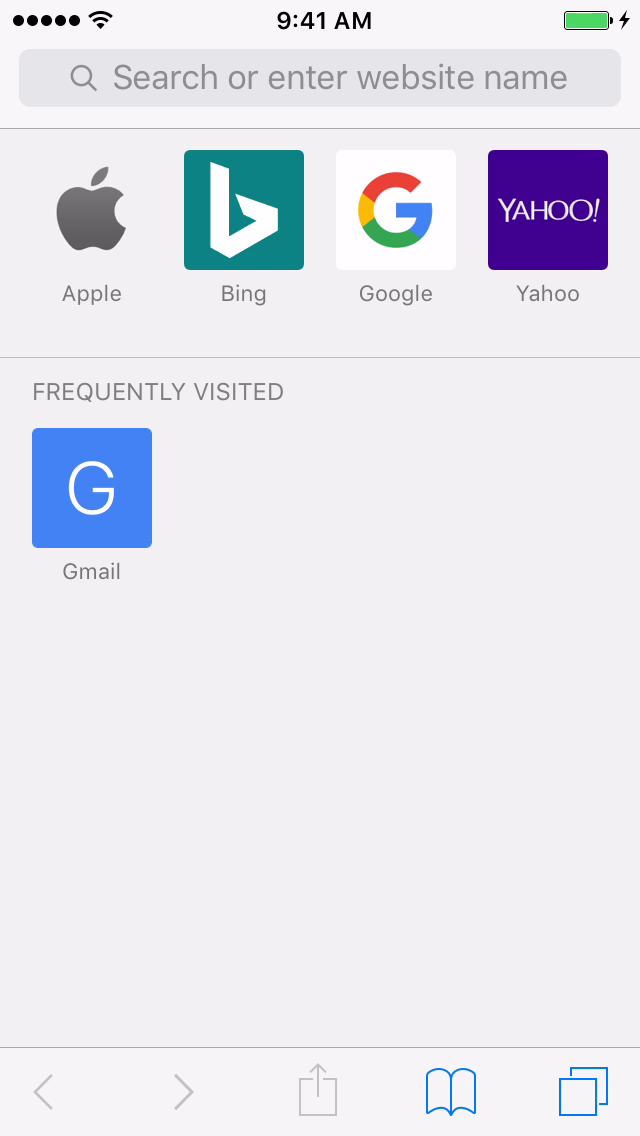 9:41 AM
Search or enter website name
YAHOO!
Apple
Bing
Google
Yahoo
FREQUENTLY VISITED
G
Gmail